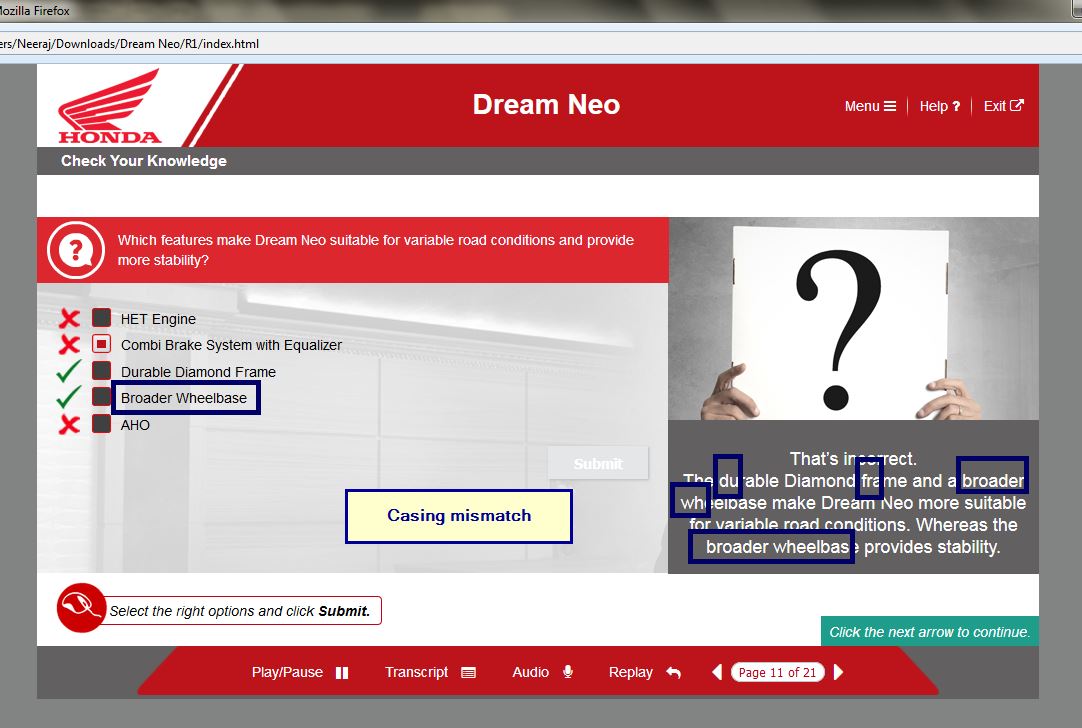 Mozilla Firefox
ers/Neeraj/Downloads/Dream Neo/R1/index.html
HONDA
Dream Neo
Menu
Help ?
Exit
Check Your Knowledge
?
Which features make Dream Neo suitable for variable road conditions and provide
more stability?
HET Engine
Combi Brake System with Equalizer
Durable Diamond Frame
Broader Wheelbase
AHO
Submit
Casing mismatch
?
That's incorrect.
The durable Diamond frame and a broader
wheelbase make Dream Neo more suitable
for variable road conditions. Whereas the
broader wheelbase provides stability.
Select the right options and click Submit.
Click the next arrow to continue.
Play/Pause
Transcript
Audio
Replay
Page 11 of 21